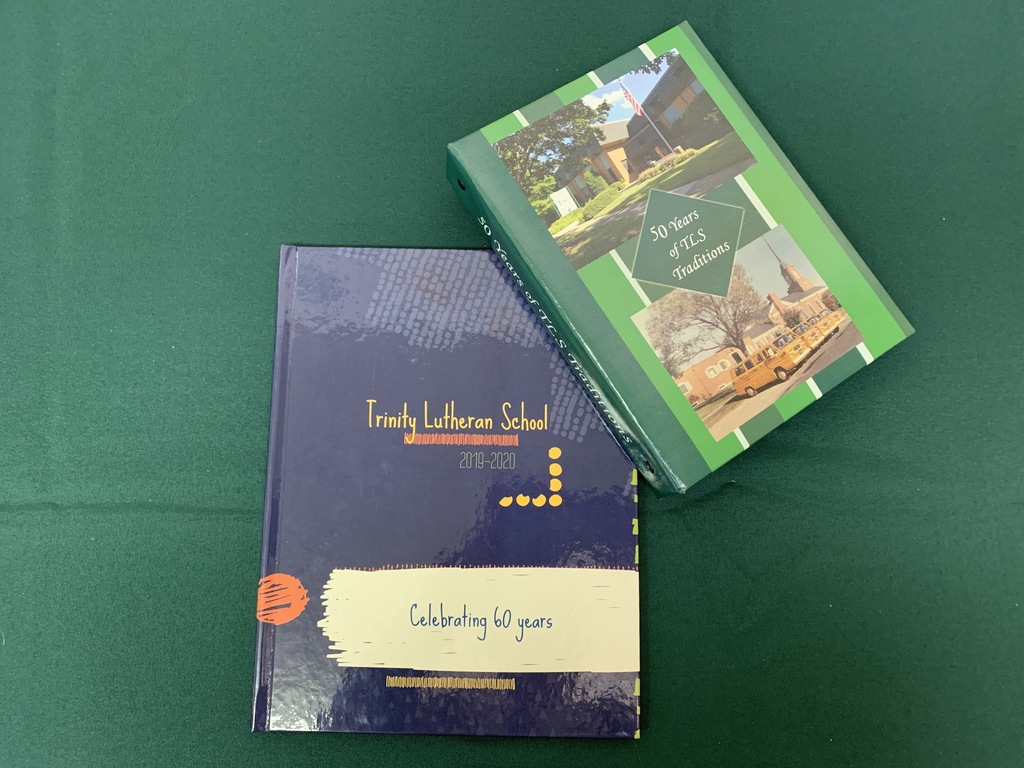 Trinity Lutheran School
2019-2020
Celebrating 60 years
50 Years of TLS Traditions
50 Years
of TLS
Traditions